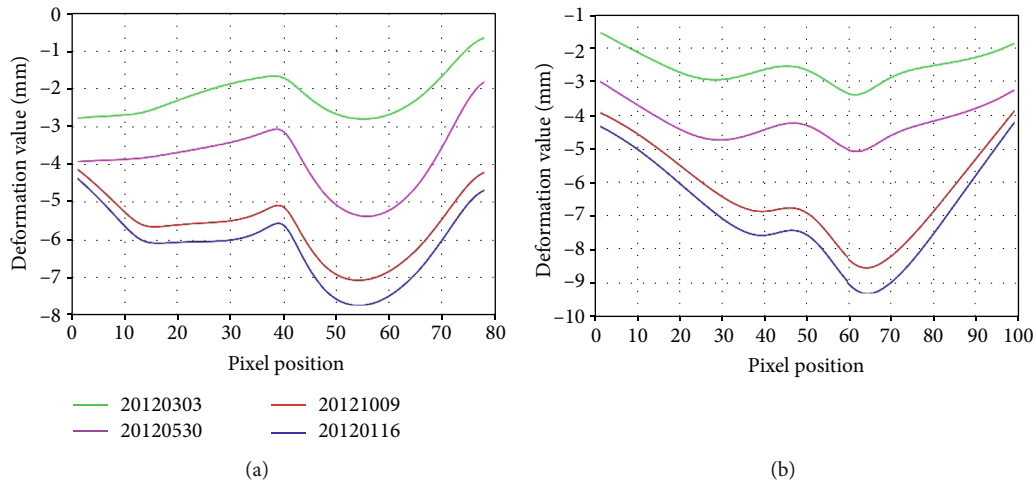 0
−1
−2
−3
−4
−5
−6
−7
−8
Deformation value (mm)
0 10 20 30 40 50 60 70 80
Pixel position
20120303
20120530
20121009
20120116
(a)
−1
−2
−3
−4
−5
−6
−7
−8
−9
−10
Deformation value (mm)
0 10 20 30 40 50 60 70 80 90 100
Pixel position
(b)